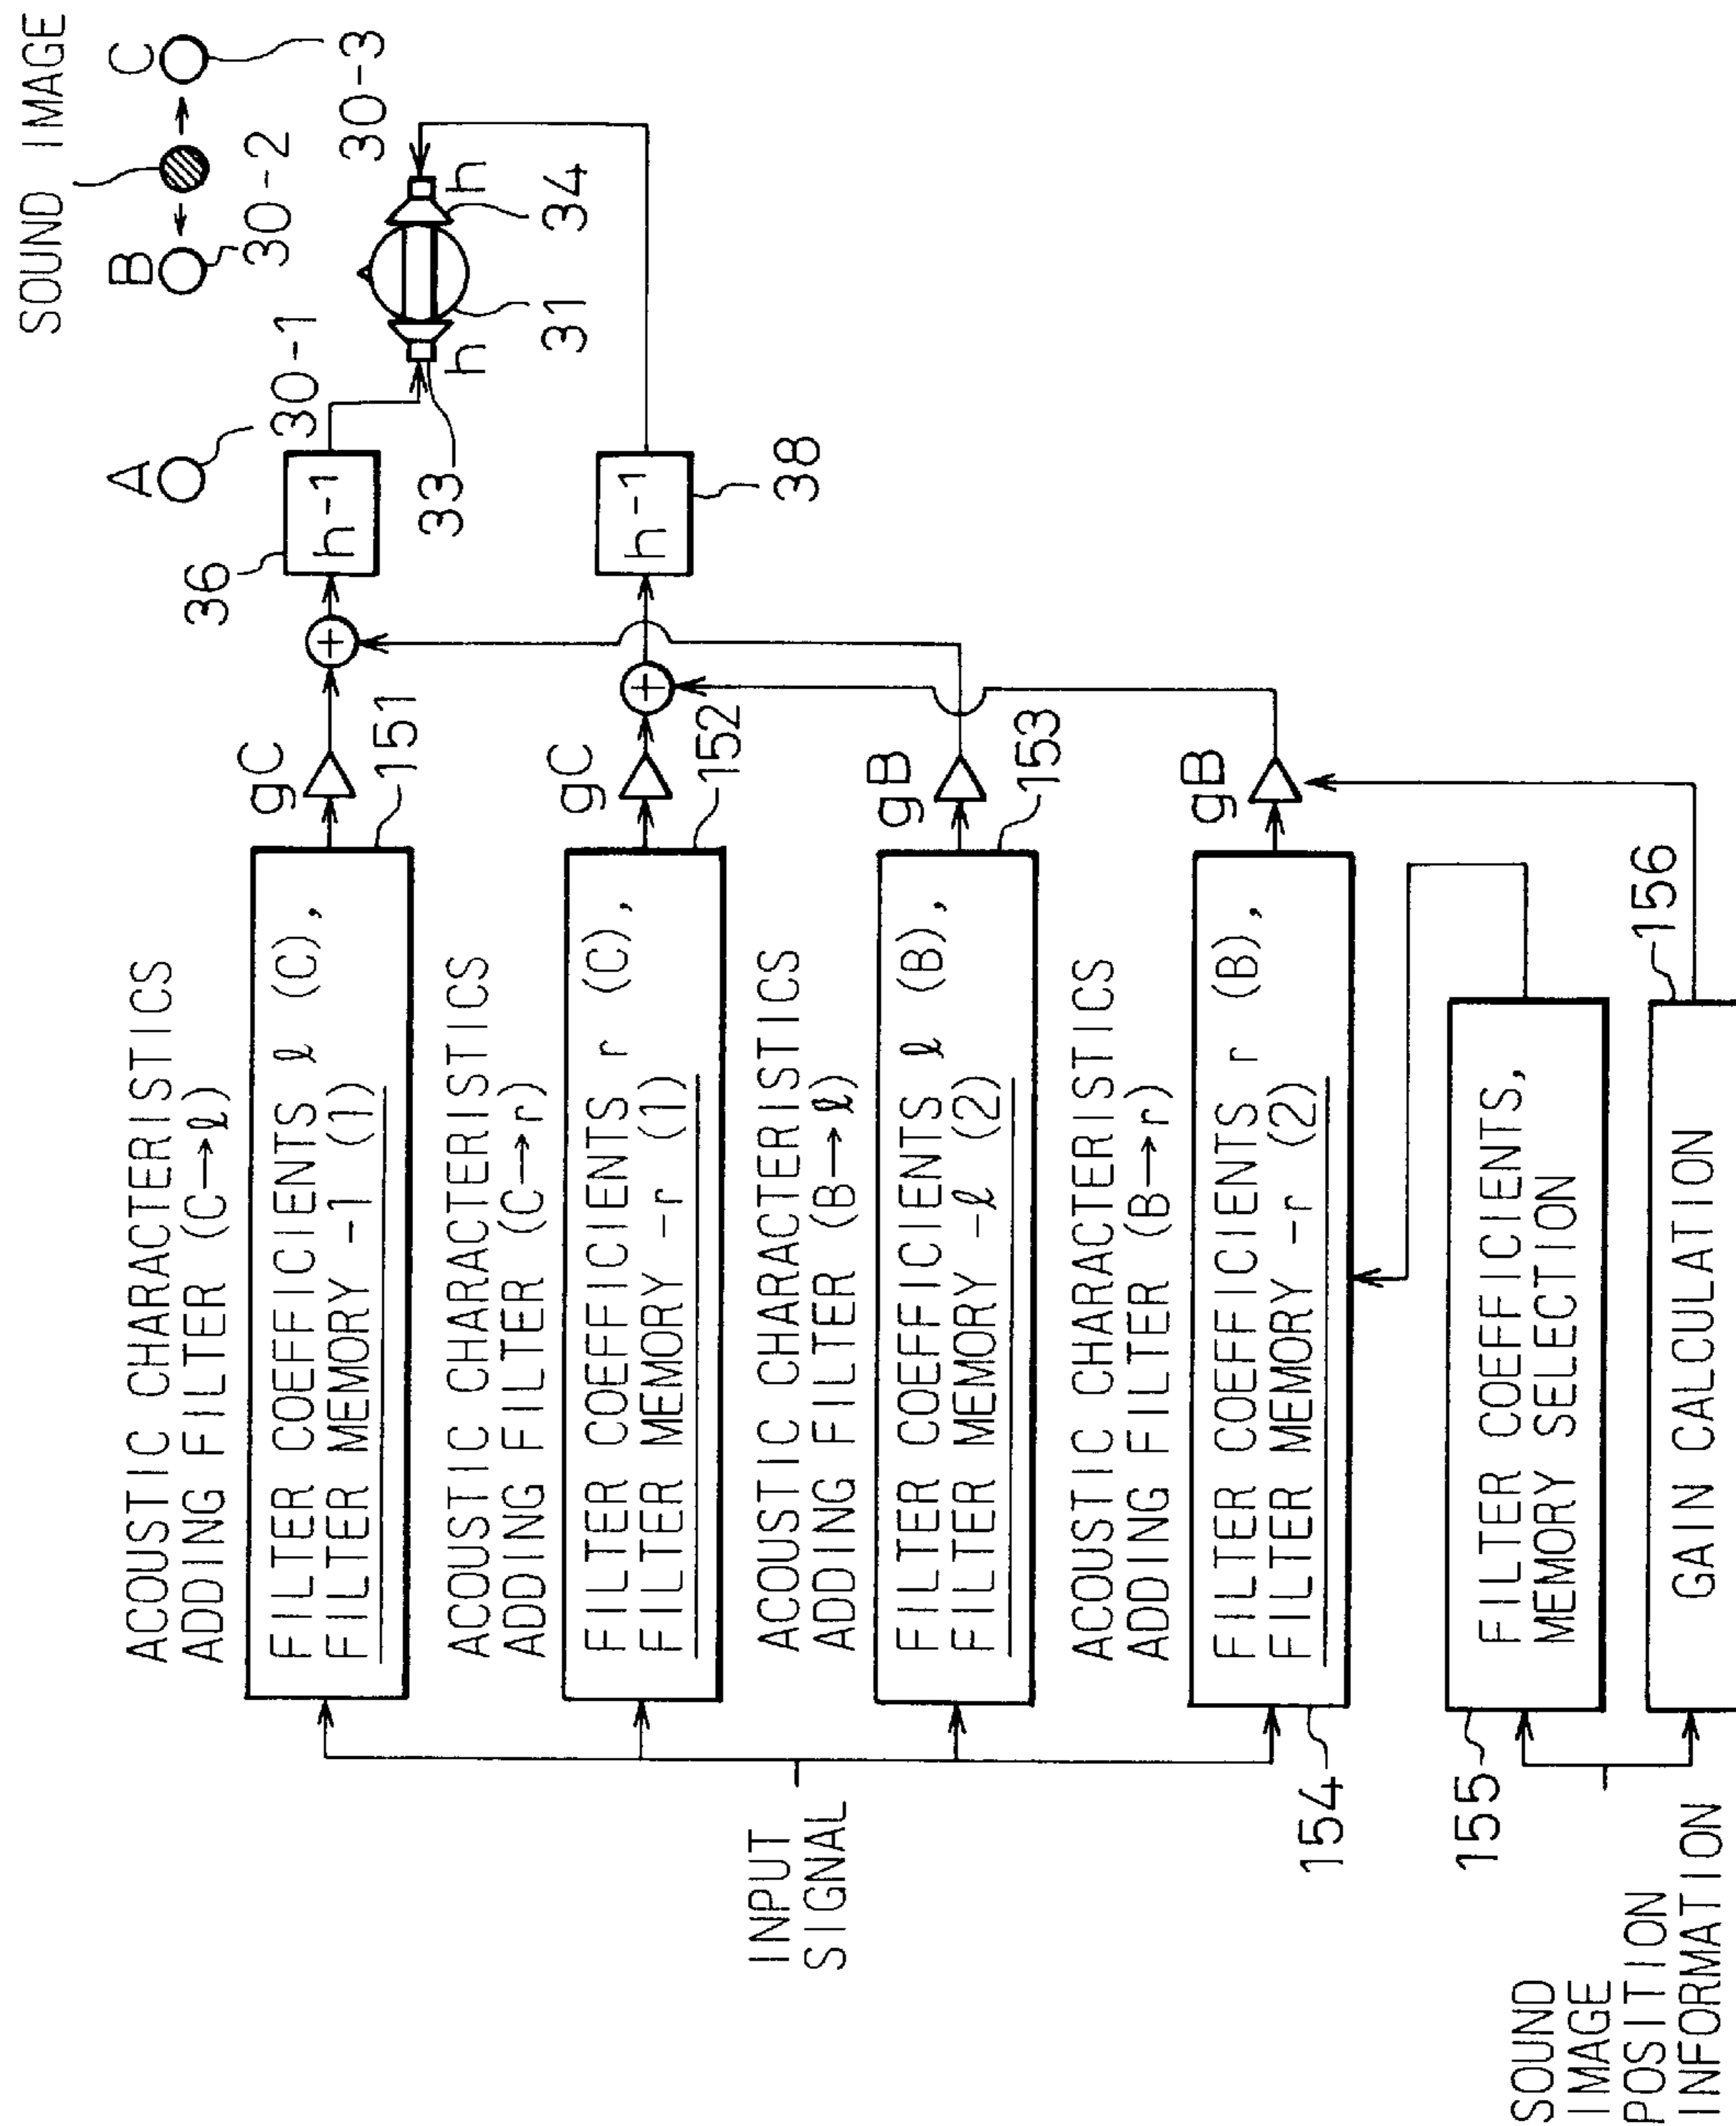 SOUND IMAGE
A
B
C
30-1
30-2
30-3
36
h⁻¹
33
h
31
h
34
h⁻¹
38
ACOUSTIC CHARACTERISTICS
ADDING FILTER (C→ℓ)
FILTER COEFFICIENTS ℓ (C),
FILTER MEMORY -1 (1)
gC
151
+
ACOUSTIC CHARACTERISTICS
ADDING FILTER (C→r)
FILTER COEFFICIENTS r (C),
FILTER MEMORY -r (1)
gC
152
+
ACOUSTIC CHARACTERISTICS
ADDING FILTER (B→ℓ)
FILTER COEFFICIENTS ℓ (B),
FILTER MEMORY -ℓ (2)
gB
153
ACOUSTIC CHARACTERISTICS
ADDING FILTER (B→r)
FILTER COEFFICIENTS r (B),
FILTER MEMORY -r (2)
gB
154
INPUT
SIGNAL
155
FILTER COEFFICIENTS,
MEMORY SELECTION
156
GAIN CALCULATION
SOUND
IMAGE
POSITION
INFORMATION